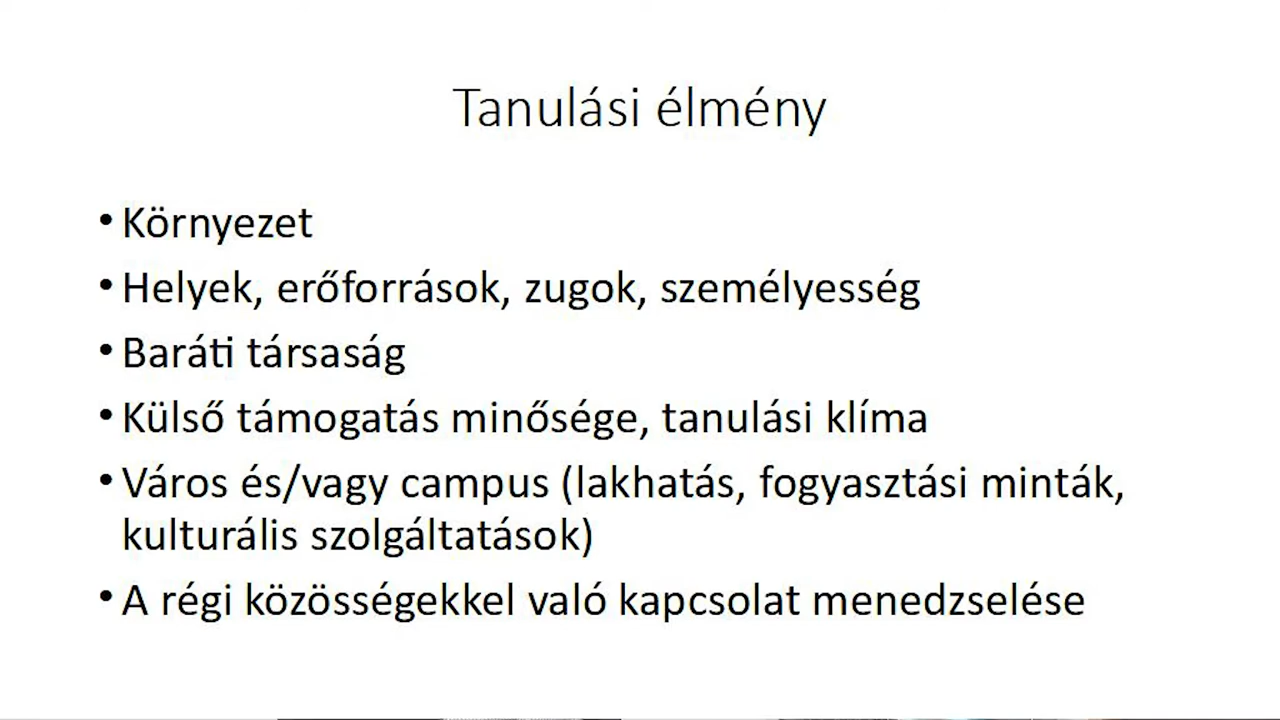 Tanulási élmény
• Környezet
• Helyek, erőforrások, zugok, személyesség
• Baráti társaság
• Külső támogatás minősége, tanulási klíma
• Város és/vagy campus (lakhatás, fogyasztási minták,
kulturális szolgáltatások)
• A régi közösségekkel való kapcsolat menedzselése